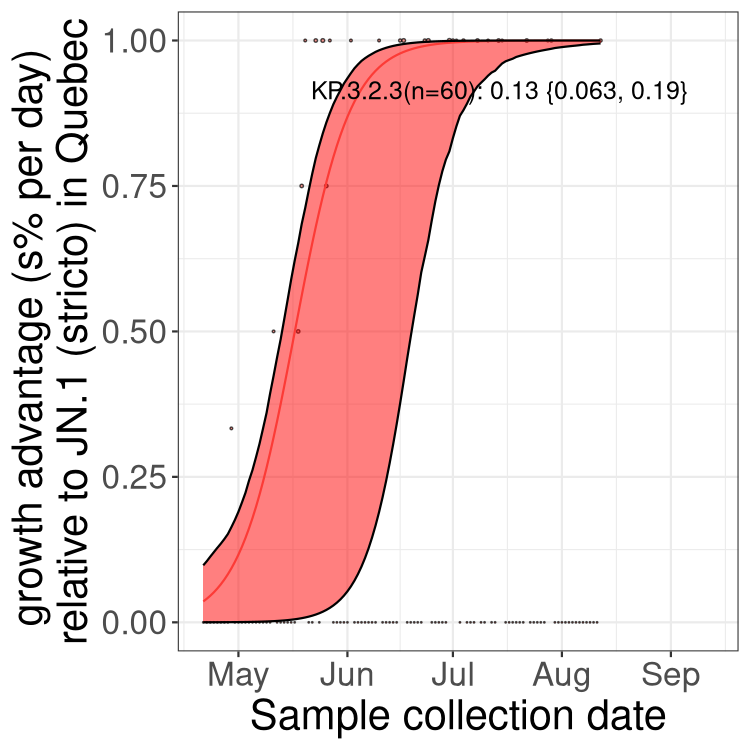 growth advantage (s% per day)
relative to JN.1 (stricto) in Quebec
1.00
0.75
0.50
0.25
0.00
KP.3.2.3(n=60): 0.13 {0.063, 0.19}
May Jun Jul Aug Sep
Sample collection date